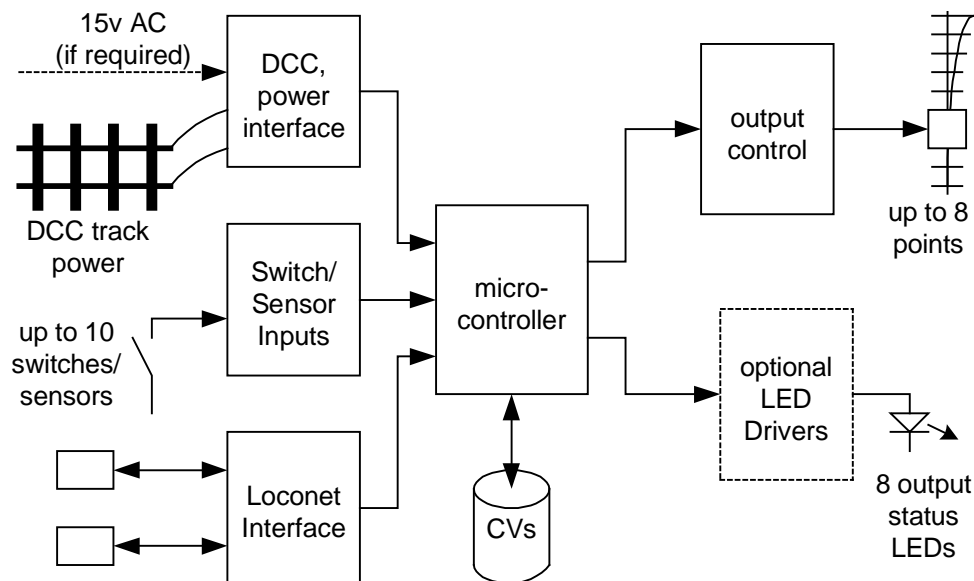 15v AC
(if required)
DCC,
power
interface
DCC track
power
Switch/
Sensor
Inputs
up to 10
switches/
sensors
Loconet
Interface
micro-
controller
CVs
output
control
up to 8
points
optional
LED
Drivers
8 output
status
LEDs